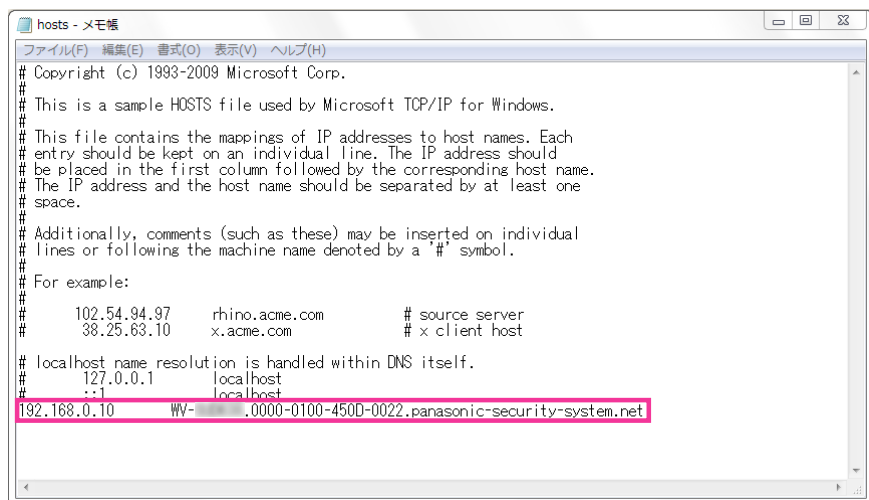 hosts - メモ帳
ファイル(F) 編集(E) 書式(O) 表示(V) ヘルプ(H)
# Copyright (c) 1993-2009 Microsoft Corp.
#
# This is a sample HOSTS file used by Microsoft TCP/IP for Windows.
#
# This file contains the mappings of IP addresses to host names. Each
# entry should be kept on an individual line. The IP address should
# be placed in the first column followed by the corresponding host name.
# The IP address and the host name should be separated by at least one
# space.
#
# Additionally, comments (such as these) may be inserted on individual
# lines or following the machine name denoted by a '#' symbol.
#
# For example:
#
# 102.54.94.97 rhino.acme.com # source server
# 38.25.63.10 x.acme.com # x client host
# localhost name resolution is handled within DNS itself.
# 127.0.0.1 localhost
# ::1 localhost
192.168.0.10 WV- .0000-0100-450D-0022.panasonic-security-system.net